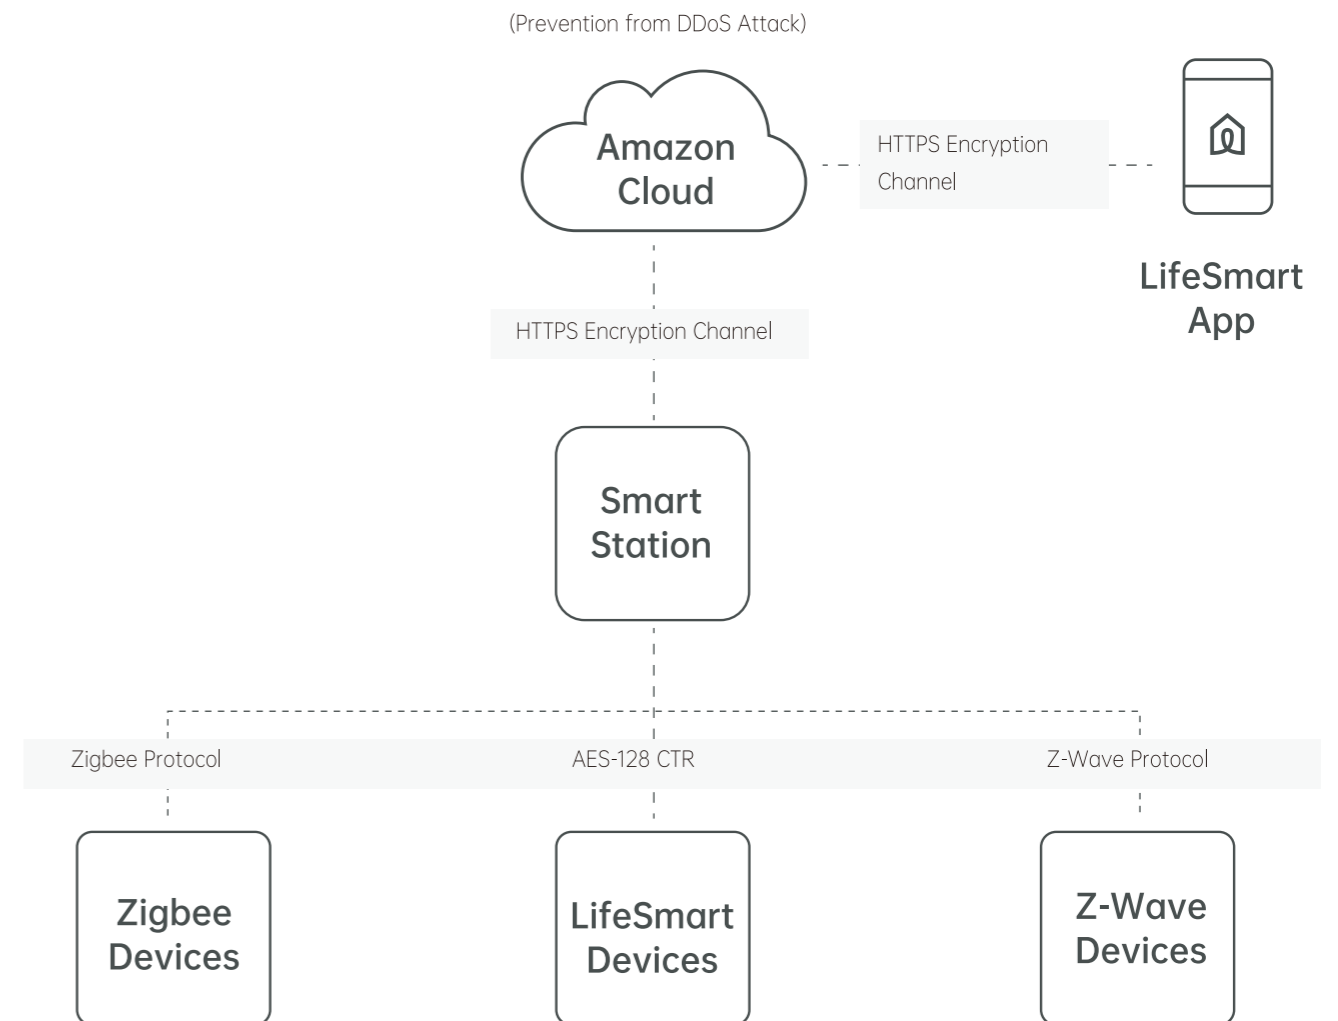 (Prevention from DDoS Attack)
Amazon
Cloud
HTTPS Encryption
Channel
LifeSmart
App
HTTPS Encryption Channel
Smart
Station
Zigbee Protocol
AES-128 CTR
Z-Wave Protocol
Zigbee
Devices
LifeSmart
Devices
Z-Wave
Devices